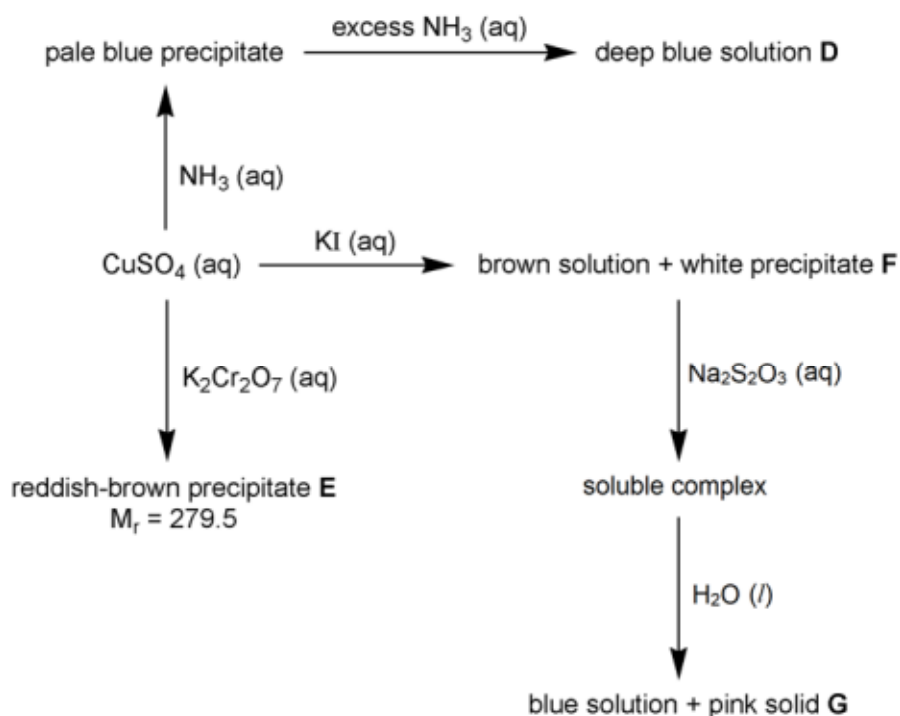 pale blue precipitate
excess NH₃ (aq)
deep blue solution D
NH₃ (aq)
CuSO₄ (aq)
KI (aq)
brown solution + white precipitate F
K₂Cr₂O₇ (aq)
Na₂S₂O₃ (aq)
reddish-brown precipitate E
Mᵣ = 279.5
soluble complex
H₂O (l)
blue solution + pink solid G